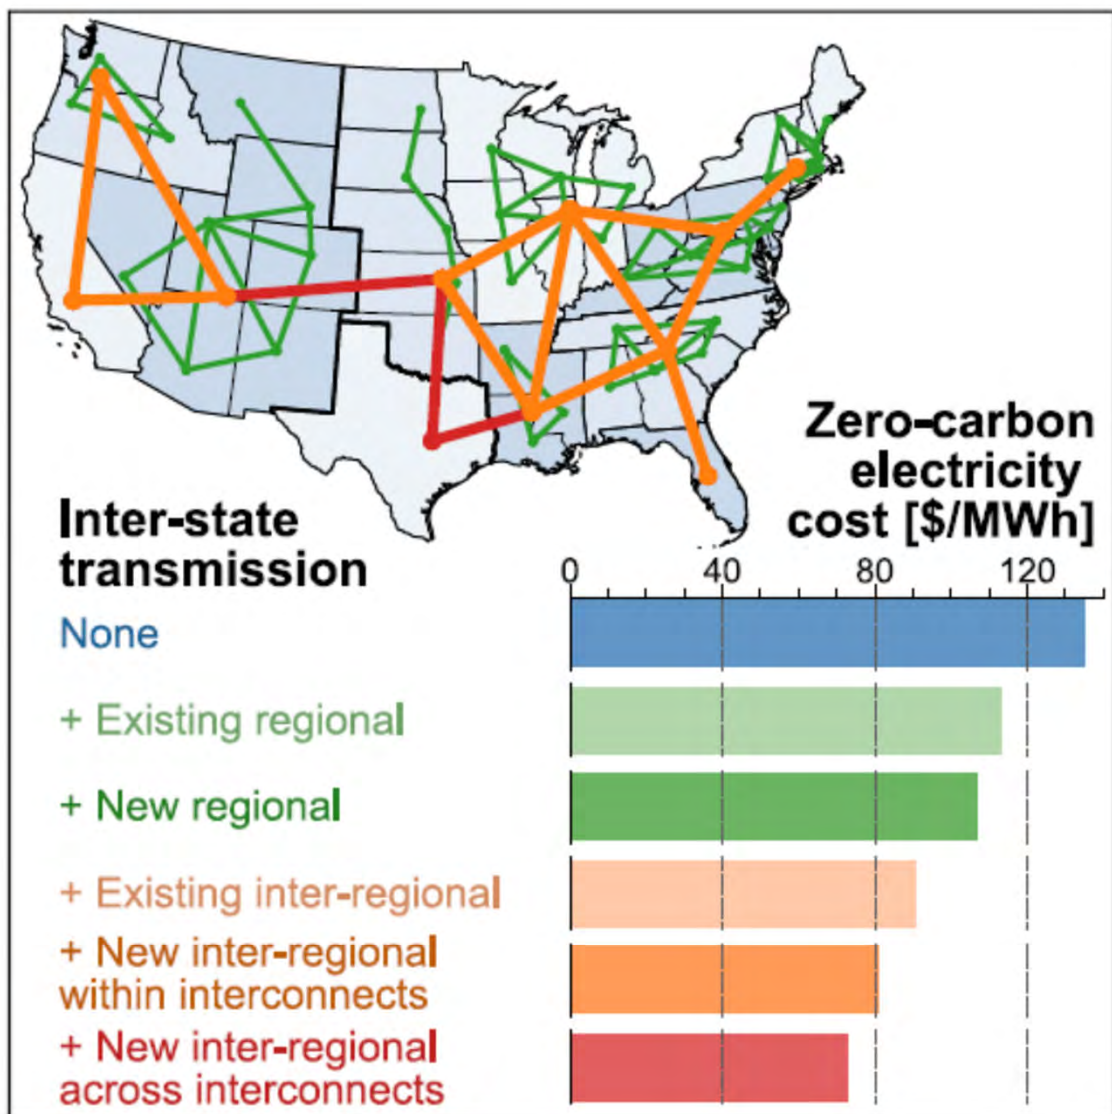 Zero-carbon
electricity
cost [$/MWh]
Inter-state
transmission
0 40 80 120
None
+ Existing regional
+ New regional
+ Existing inter-regional
+ New inter-regional
within interconnects
+ New inter-regional
across interconnects